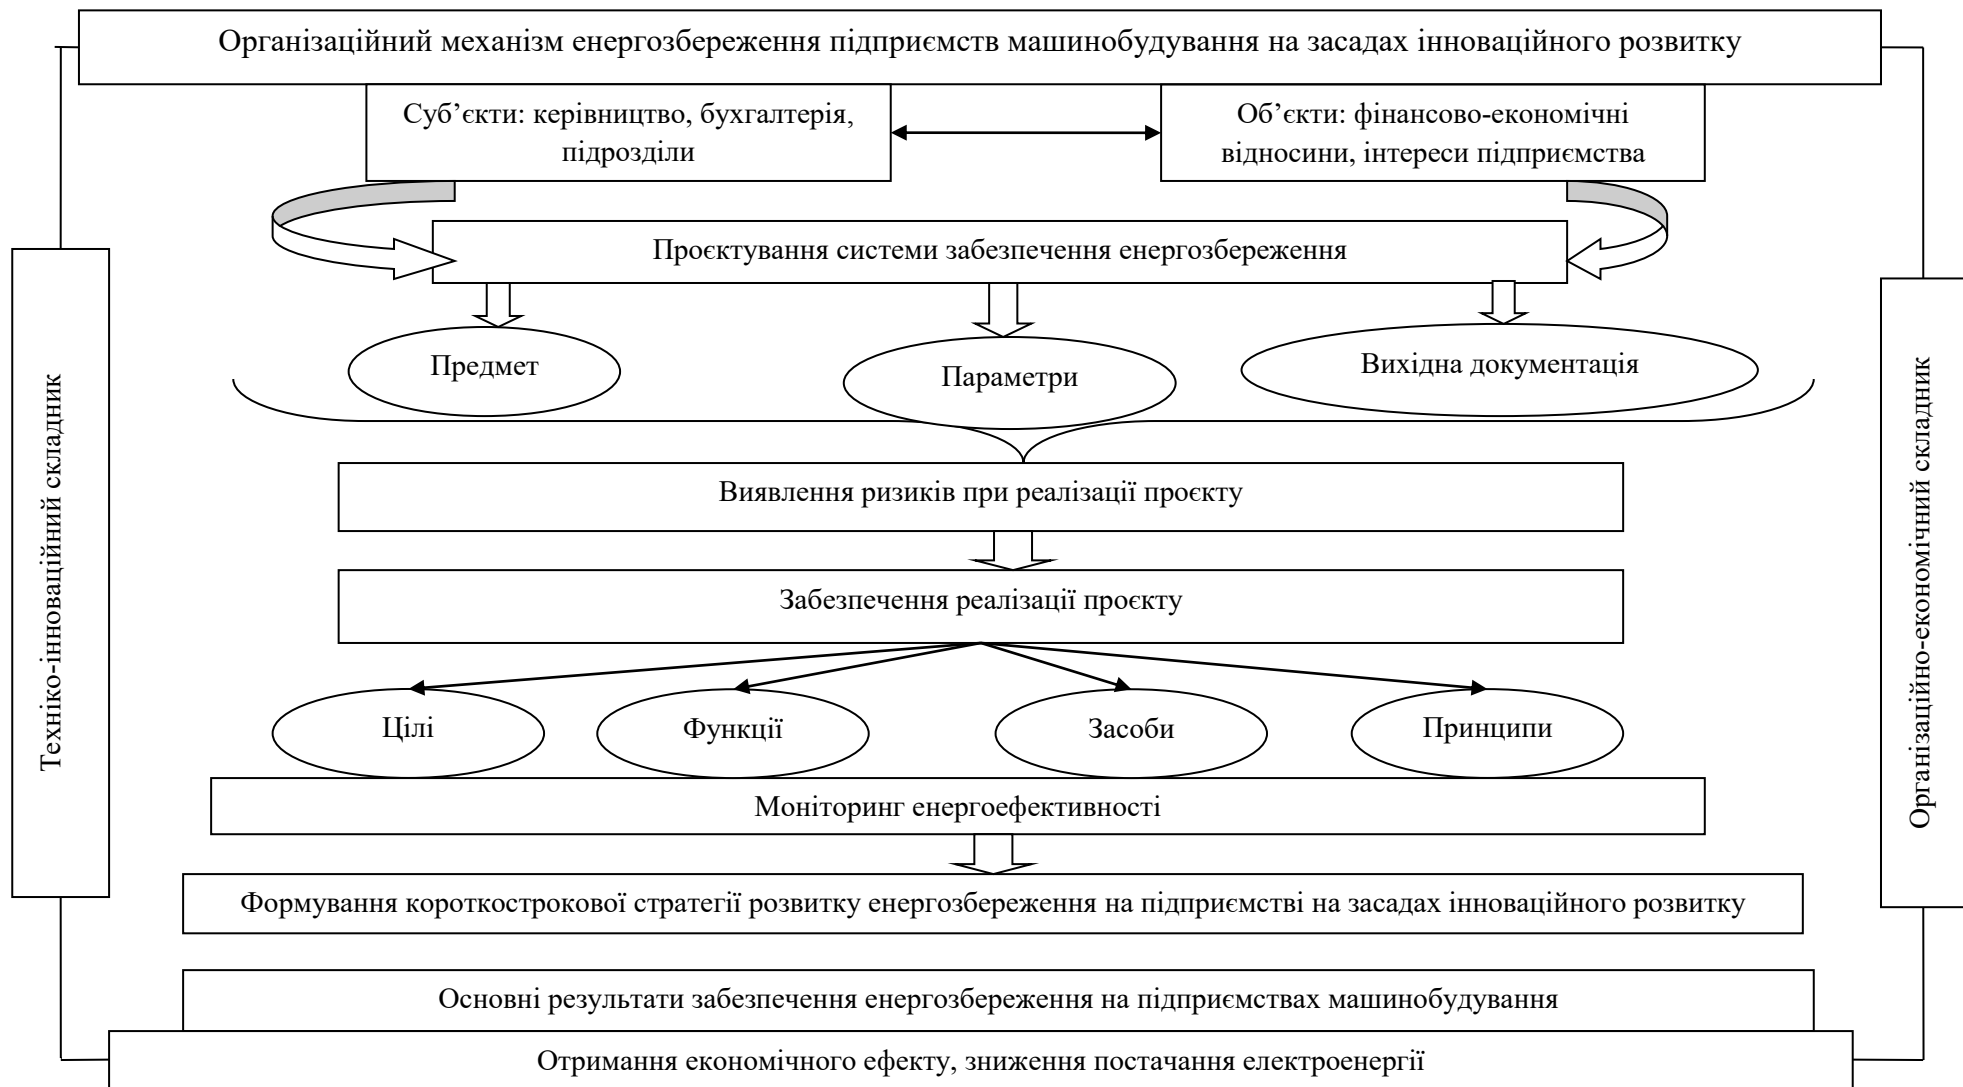 Організаційний механізм енергозбереження підприємств машинобудування на засадах інноваційного розвитку
Суб’єкти: керівництво, бухгалтерія,
підрозділи
Об’єкти: фінансово-економічні
відносини, інтереси підприємства
Проєктування системи забезпечення енергозбереження
Предмет
Параметри
Вихідна документація
Виявлення ризиків при реалізації проєкту
Забезпечення реалізації проєкту
Цілі
Функції
Засоби
Принципи
Моніторинг енергоефективності
Формування короткострокової стратегії розвитку енергозбереження на підприємстві на засадах інноваційного розвитку
Основні результати забезпечення енергозбереження на підприємствах машинобудування
Отримання економічного ефекту, зниження постачання електроенергії
Техніко-інноваційний складник
Організаційно-економічний складник